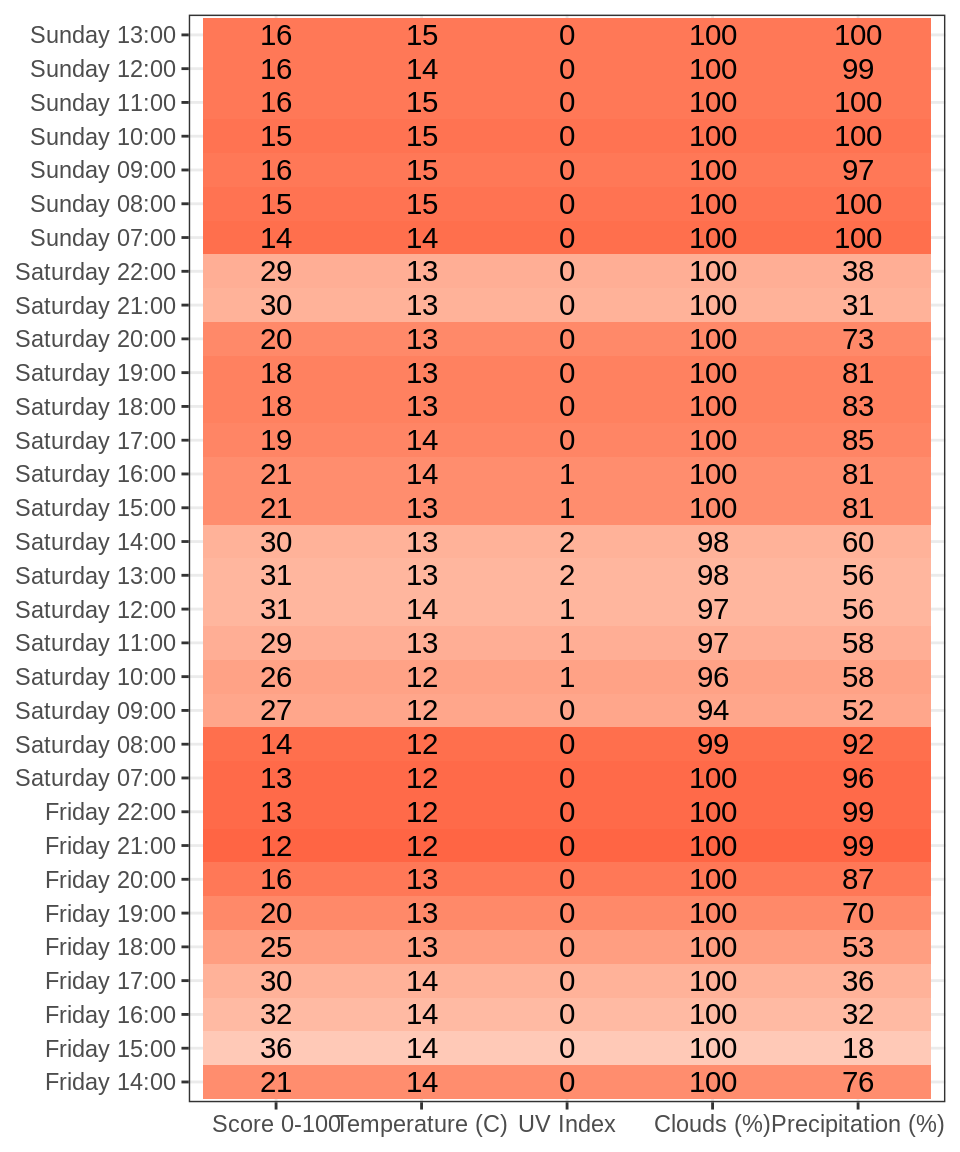 Sunday 13:00 16 15 0 100 100
Sunday 12:00 16 14 0 100 99
Sunday 11:00 16 15 0 100 100
Sunday 10:00 15 15 0 100 100
Sunday 09:00 16 15 0 100 97
Sunday 08:00 15 15 0 100 100
Sunday 07:00 14 14 0 100 100
Saturday 22:00 29 13 0 100 38
Saturday 21:00 30 13 0 100 31
Saturday 20:00 20 13 0 100 73
Saturday 19:00 18 13 0 100 81
Saturday 18:00 18 13 0 100 83
Saturday 17:00 19 14 0 100 85
Saturday 16:00 21 14 1 100 81
Saturday 15:00 21 13 1 100 81
Saturday 14:00 30 13 2 98 60
Saturday 13:00 31 13 2 98 56
Saturday 12:00 31 14 1 97 56
Saturday 11:00 29 13 1 97 58
Saturday 10:00 26 12 1 96 58
Saturday 09:00 27 12 0 94 52
Saturday 08:00 14 12 0 99 92
Saturday 07:00 13 12 0 100 96
Friday 22:00 13 12 0 100 99
Friday 21:00 12 12 0 100 99
Friday 20:00 16 13 0 100 87
Friday 19:00 20 13 0 100 70
Friday 18:00 25 13 0 100 53
Friday 17:00 30 14 0 100 36
Friday 16:00 32 14 0 100 32
Friday 15:00 36 14 0 100 18
Friday 14:00 21 14 0 100 76
Score 0-100 Temperature (C) UV Index Clouds (%) Precipitation (%)